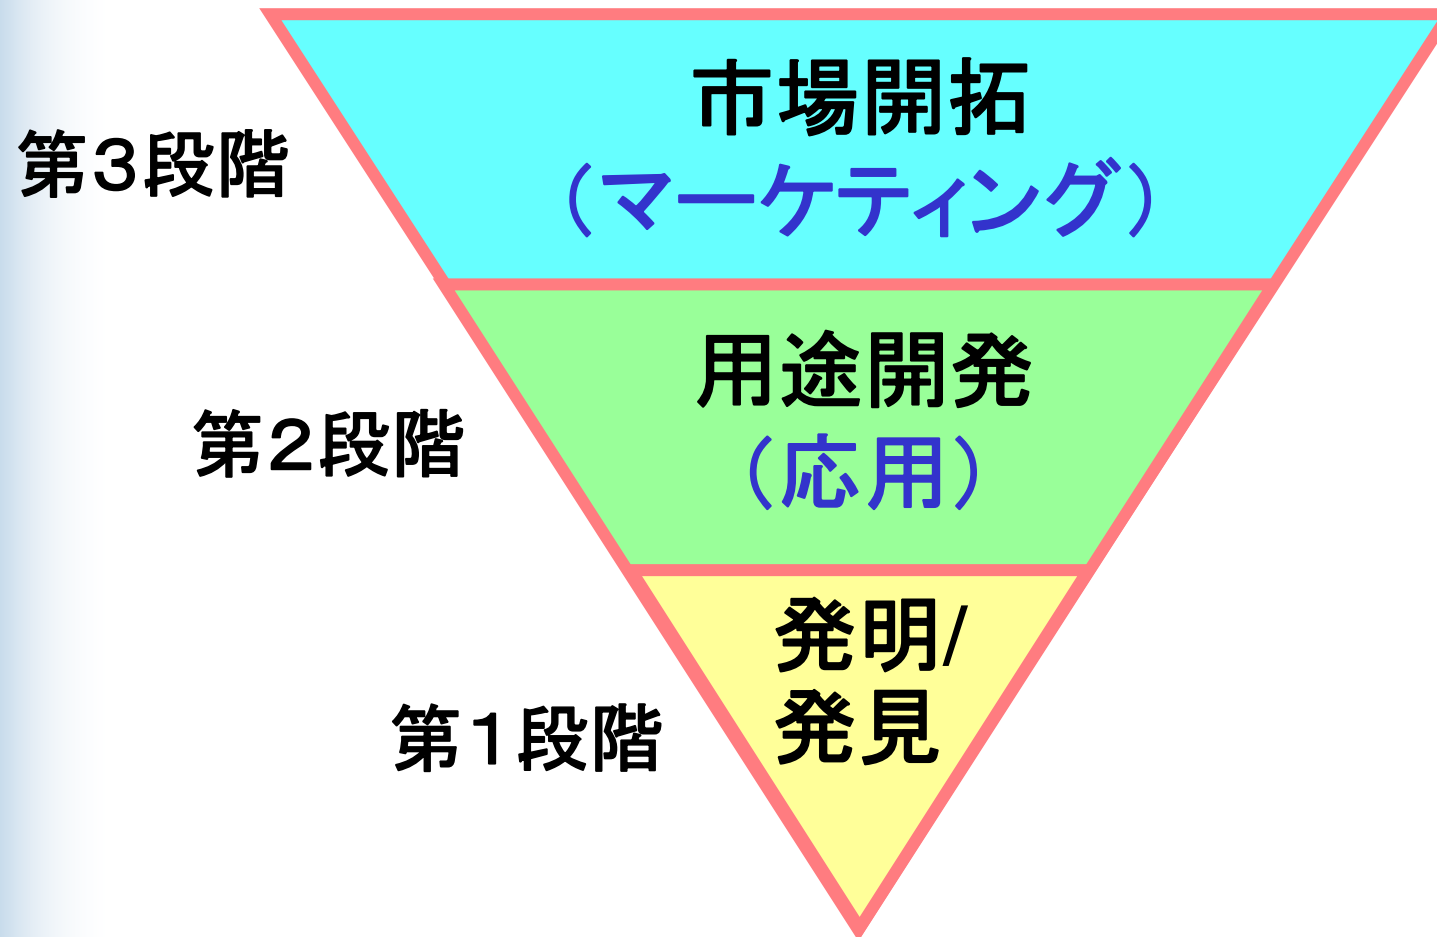 第3段階
市場開拓
（マーケティング）
第2段階
用途開発
（応用）
第1段階
発明/
発見